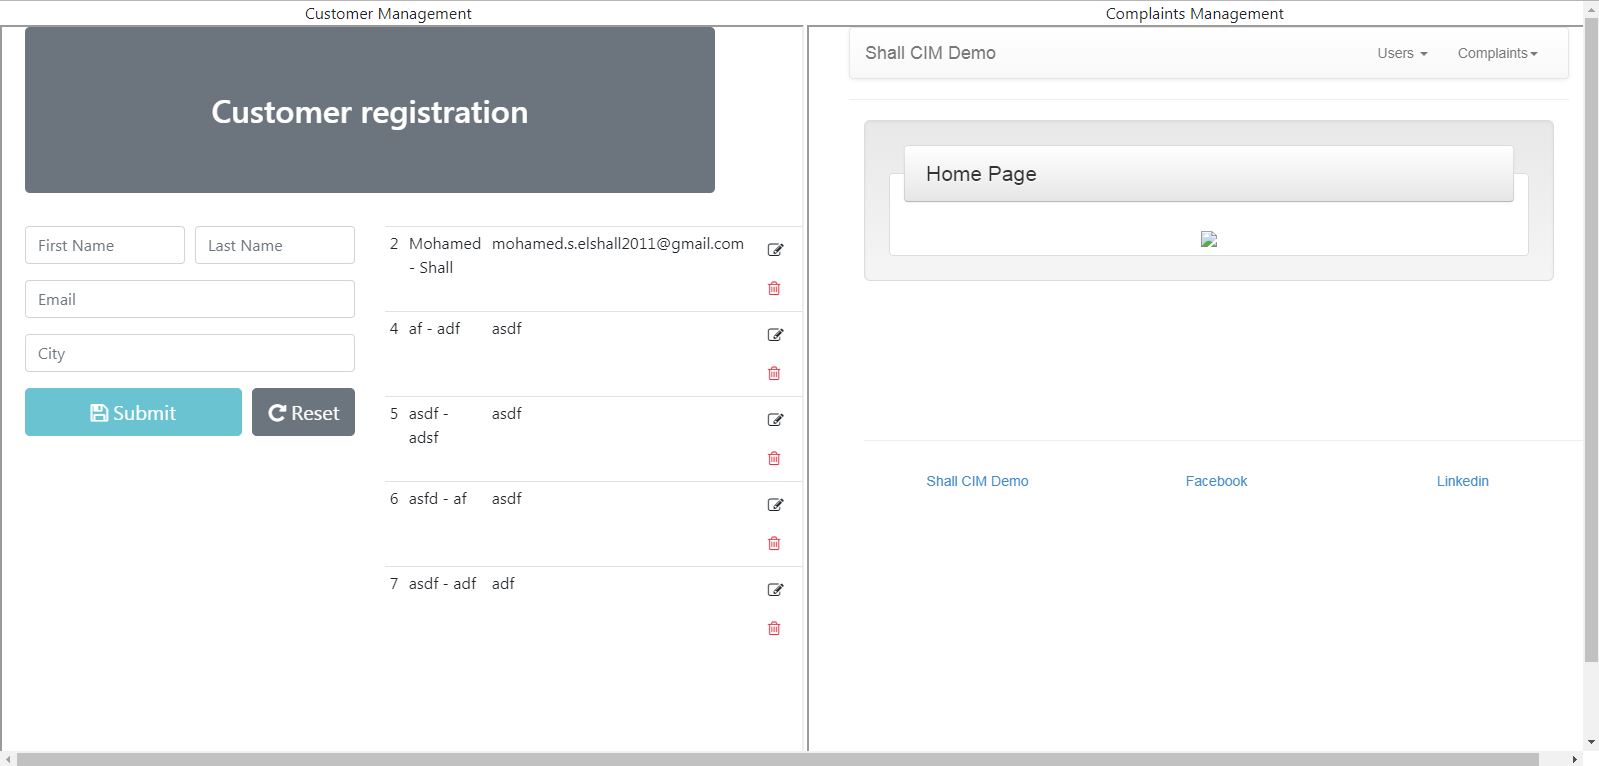 Customer Management
Customer registration
First Name
Last Name
Email
City
Submit
Reset
2 Mohamed - Shall mohamed.s.elshall2011@gmail.com
4 af - adf asdf
5 asdf - adsf asdf
6 asfd - af asdf
7 asdf - adf adf
Complaints Management
Shall CIM Demo
Users
Complaints
Home Page
Shall CIM Demo
Facebook
Linkedin